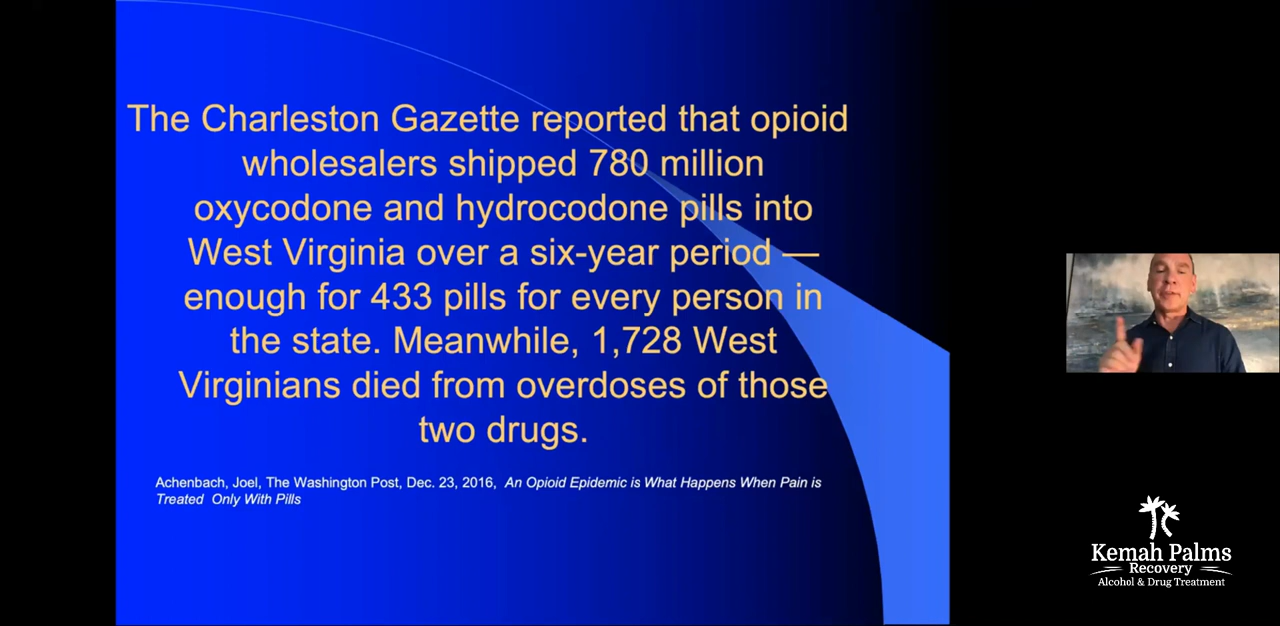 The Charleston Gazette reported that opioid
wholesalers shipped 780 million
oxycodone and hydrocodone pills into
West Virginia over a six-year period —
enough for 433 pills for every person in
the state. Meanwhile, 1,728 West
Virginians died from overdoses of those
two drugs.
Achenbach, Joel, The Washington Post, Dec. 23, 2016, An Opioid Epidemic is What Happens When Pain is
Treated Only With Pills
Kemah Palms
Recovery
Alcohol & Drug Treatment